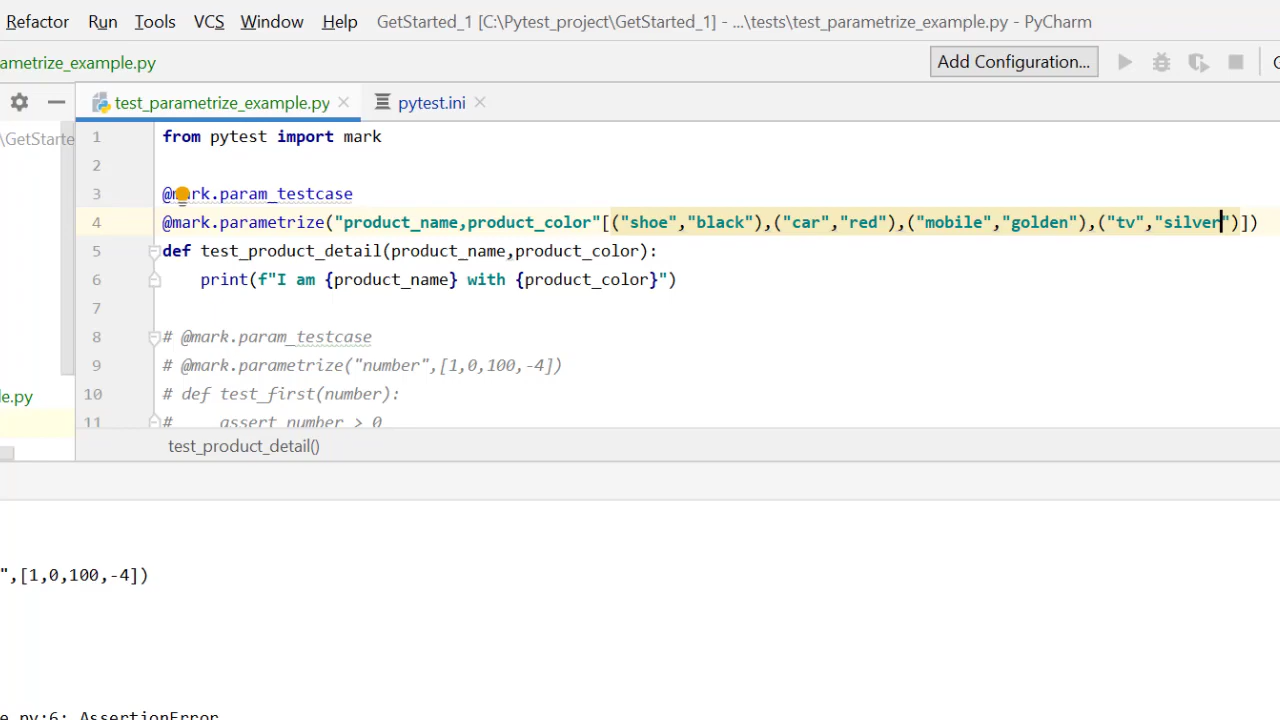 Refactor Run Tools VCS Window Help GetStarted_1 [C:\Pytest_project\GetStarted_1] - ...\tests\test_parametrize_example.py - PyCharm
ametrize_example.py Add Configuration...
test_parametrize_example.py pytest.ini
\GetStarte
1 from pytest import mark
2
3 @mark.param_testcase
4 @mark.parametrize("product_name,product_color"[("shoe","black"),("car","red"),("mobile","golden"),("tv","silver")])
5 def test_product_detail(product_name,product_color):
6 print(f"I am {product_name} with {product_color}")
7
8 # @mark.param_testcase
9 # @mark.parametrize("number",[1,0,100,-4])
le.py
10 # def test_first(number):
11 # assert number > 0
test_product_detail()
",[1,0,100,-4])
e.py:6: AssertionError